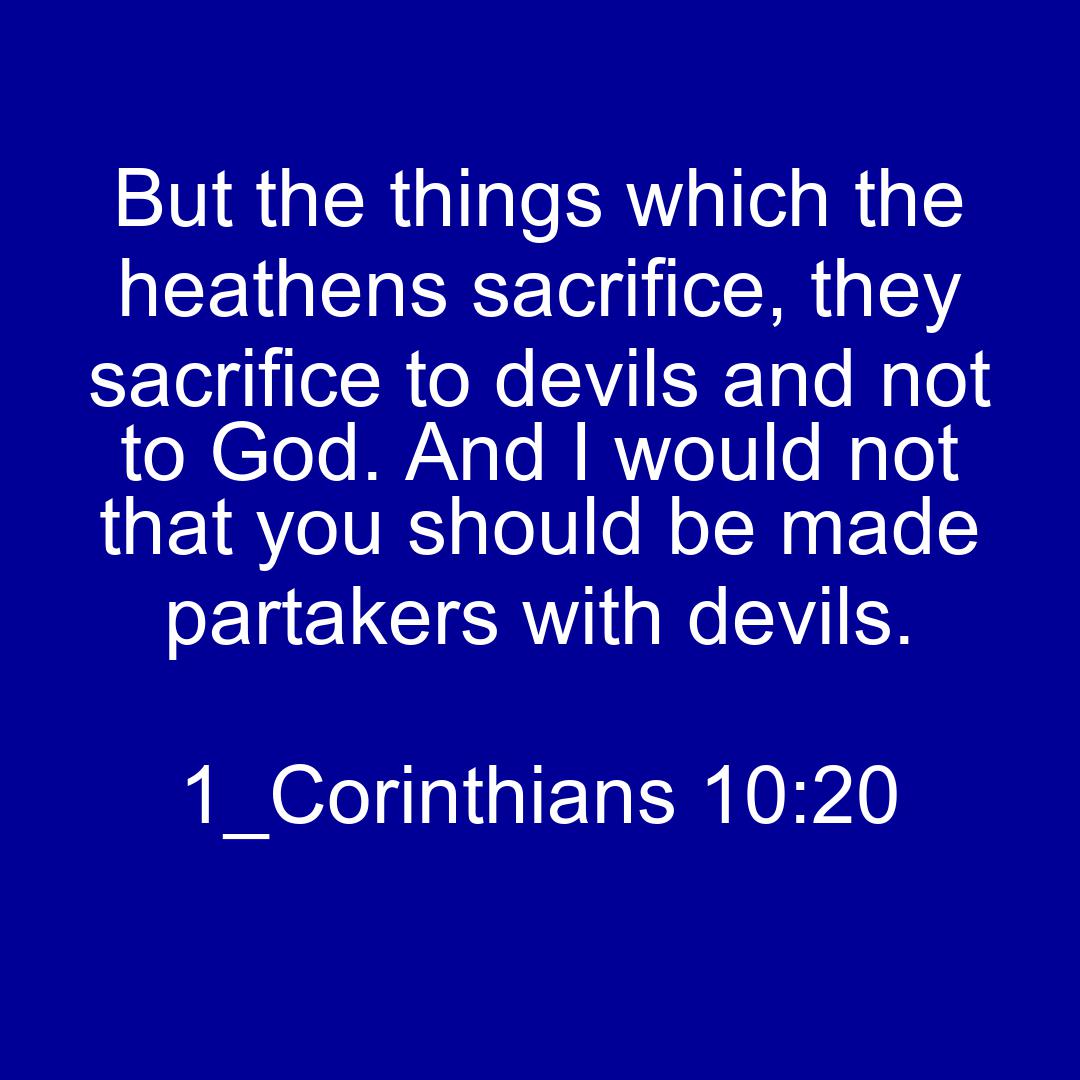 But the things which the
heathens sacrifice, they
sacrifice to devils and not
to God. And I would not
that you should be made
partakers with devils.
1_Corinthians 10:20